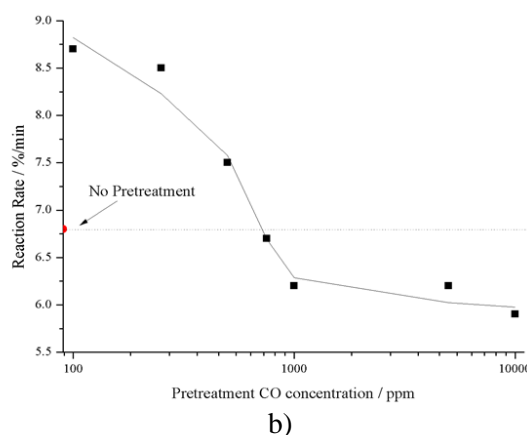 9.0
8.5
8.0
7.5
7.0
6.5
6.0
5.5
Reaction Rate / %/min
No Pretreatment
100
1000
10000
Pretreatment CO concentration / ppm
b)